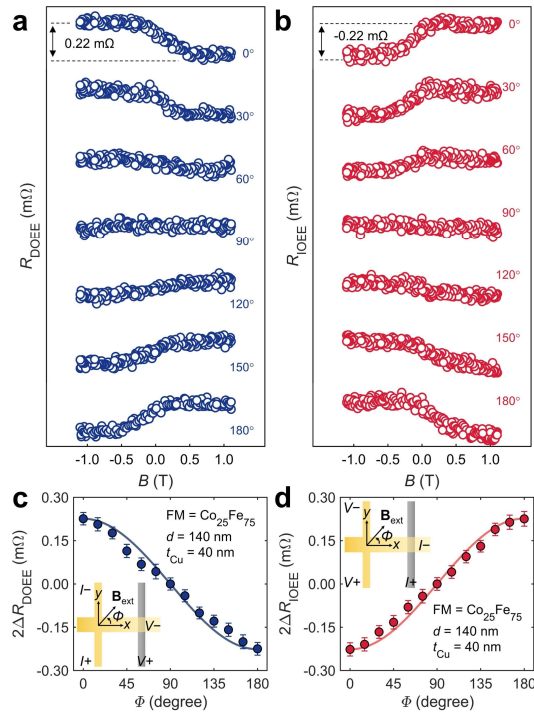 a
0.22 mΩ
0°
30°
60°
90°
120°
150°
180°
R_DOEE (mΩ)
-1.0 -0.5 0.0 0.5 1.0
B (T)
b
-0.22 mΩ
0°
30°
60°
90°
120°
150°
180°
R_IOEE (mΩ)
-1.0 -0.5 0.0 0.5 1.0
B (T)
c
0.30
0.15
0.00
-0.15
-0.30
2ΔR_DOEE (mΩ)
FM = Co₂₅Fe₇₅
d = 140 nm
t_Cu = 40 nm
I−
y
B_ext
Φ
x
V−
I+
V+
0 45 90 135 180
Φ (degree)
d
0.30
0.15
0.00
-0.15
-0.30
2ΔR_IOEE (mΩ)
V−
y
B_ext
Φ
x
I−
V+
I+
FM = Co₂₅Fe₇₅
d = 140 nm
t_Cu = 40 nm
0 45 90 135 180
Φ (degree)